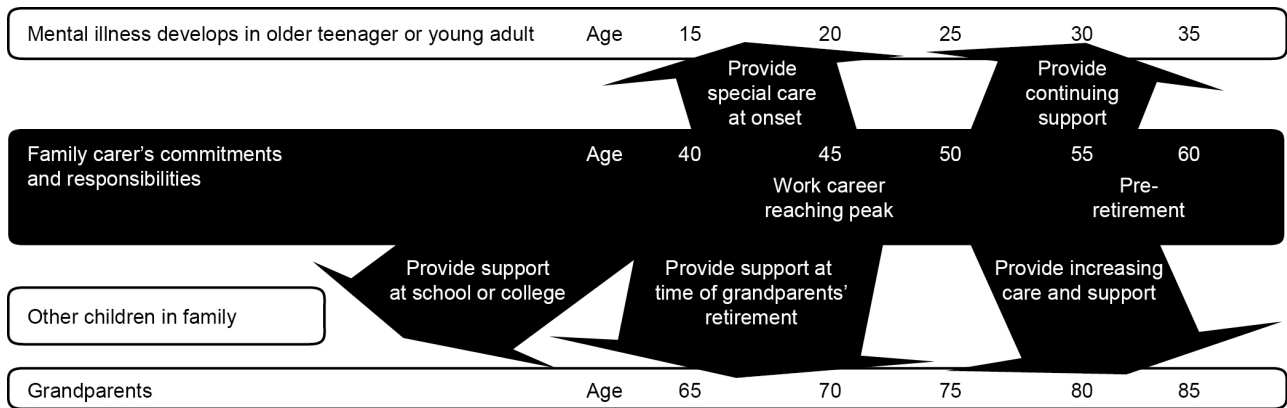 Mental illness develops in older teenager or young adult Age 15 20 25 30 35
Provide
special care
at onset
Provide
continuing
support
Family carer’s commitments
and responsibilities
Age 40 45 50 55 60
Work career
reaching peak
Pre-
retirement
Provide support
at school or college
Provide support at
time of grandparents’
retirement
Provide increasing
care and support
Other children in family
Grandparents Age 65 70 75 80 85